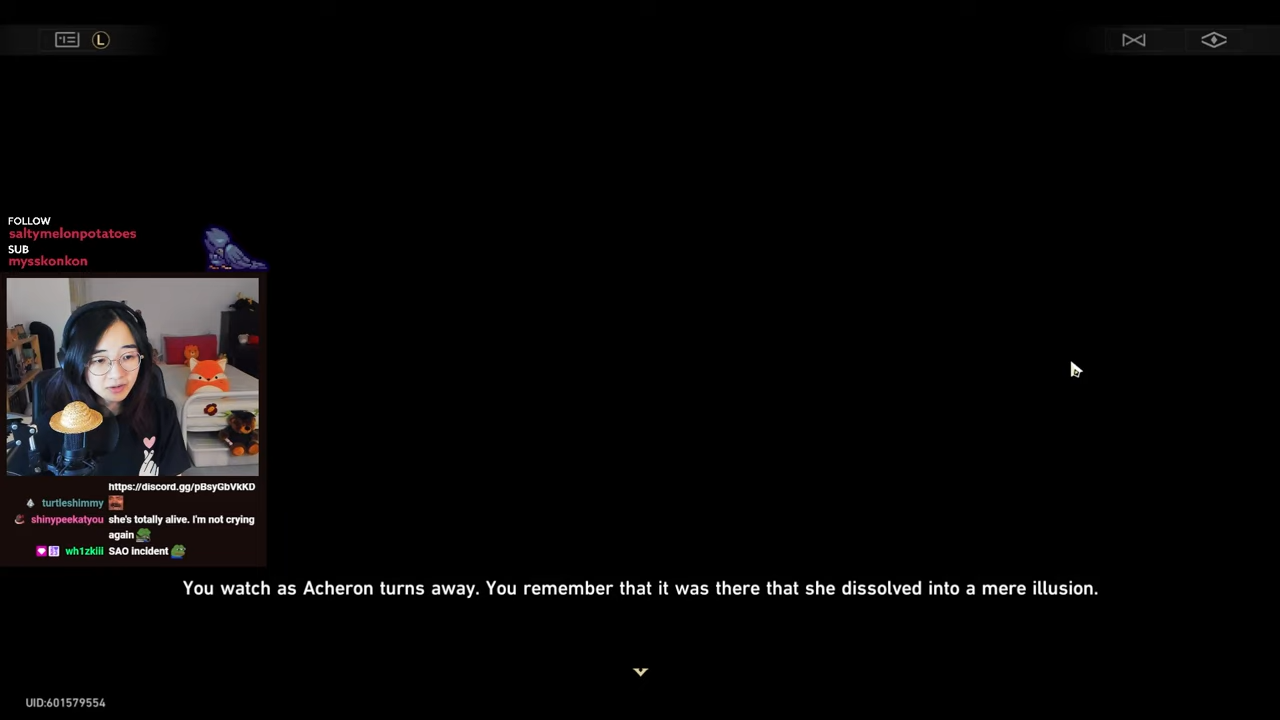 L
FOLLOW
saltymelonpotatoes
SUB
mysskonkon
https://discord.gg/pBsyGbVkKD
turtleshimmy
shinypeekatyou she's totally alive. I'm not crying
again
wh1zkiii SAO incident
You watch as Acheron turns away. You remember that it was there that she dissolved into a mere illusion.
UID:601579554